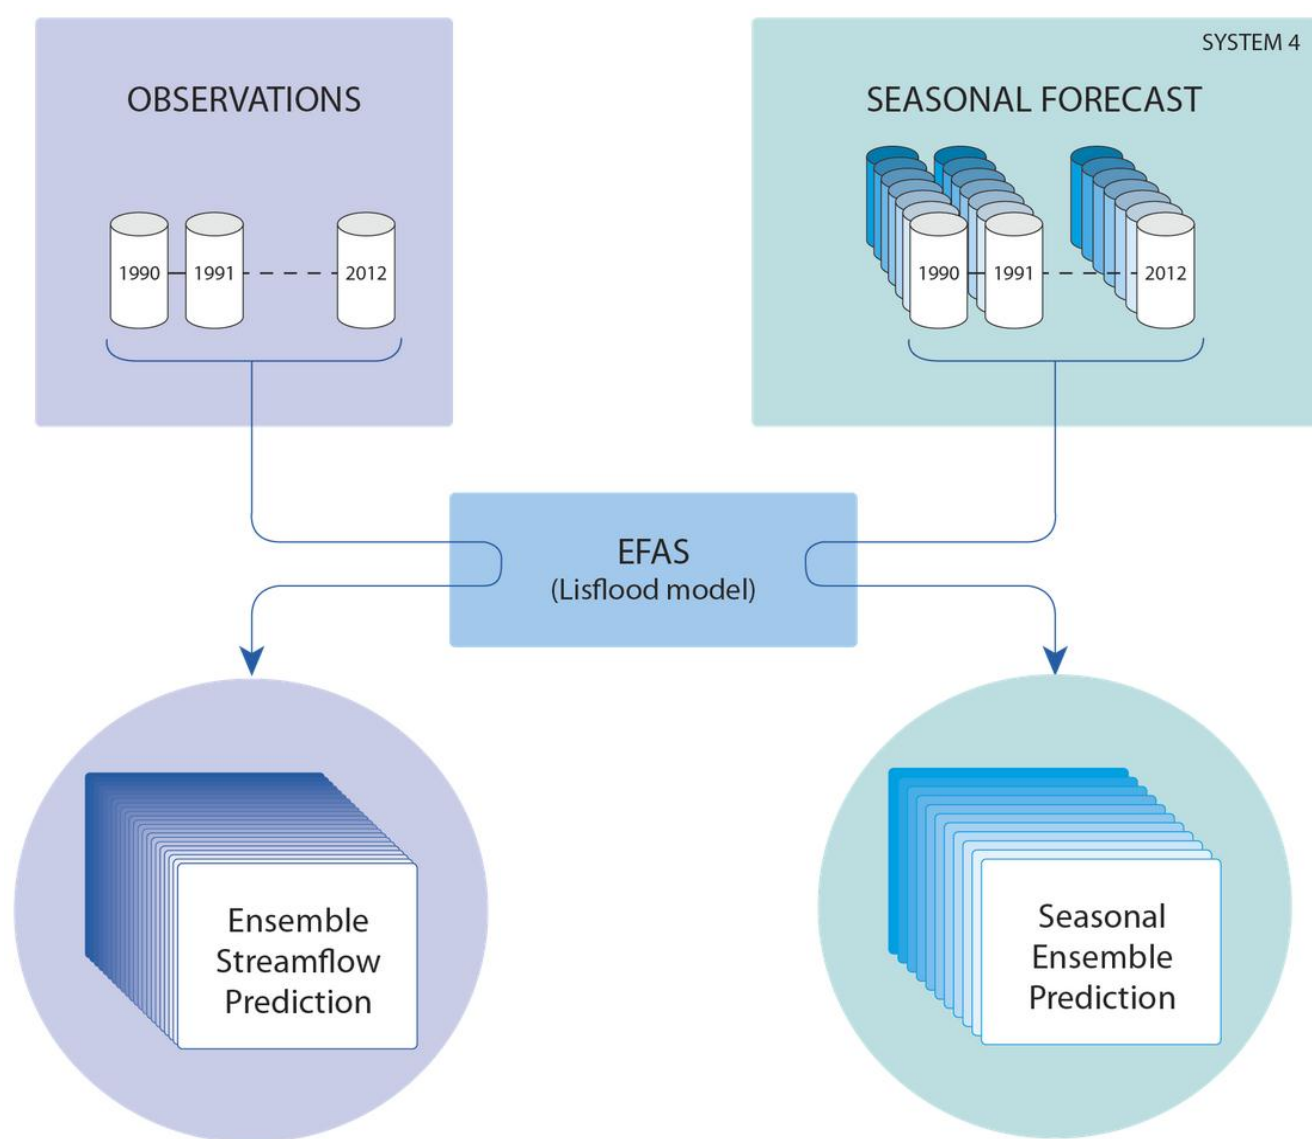 OBSERVATIONS
1990
1991
2012
SYSTEM 4
SEASONAL FORECAST
1990
1991
2012
EFAS
(Lisflood model)
Ensemble
Streamflow
Prediction
Seasonal
Ensemble
Prediction